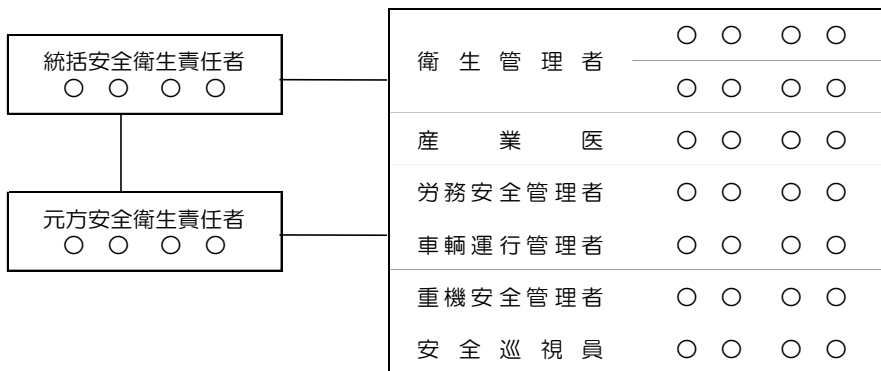 統括安全衛生責任者
○ ○ ○ ○
元方安全衛生責任者
○ ○ ○ ○
衛生管理者 ○ ○ ○ ○
○ ○ ○ ○
産業医 ○ ○ ○ ○
労務安全管理者 ○ ○ ○ ○
車輌運行管理者 ○ ○ ○ ○
重機安全管理者 ○ ○ ○ ○
安全巡視員 ○ ○ ○ ○